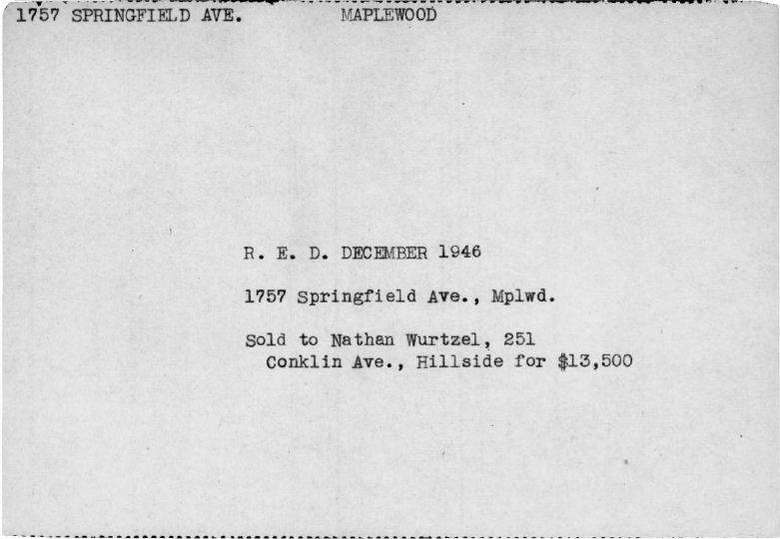 1757 SPRINGFIELD AVE. MAPLEWOOD
R. E. D. DECEMBER 1946
1757 Springfield Ave., Mplwd.
Sold to Nathan Wurtzel, 251
Conklin Ave., Hillside for $13,500